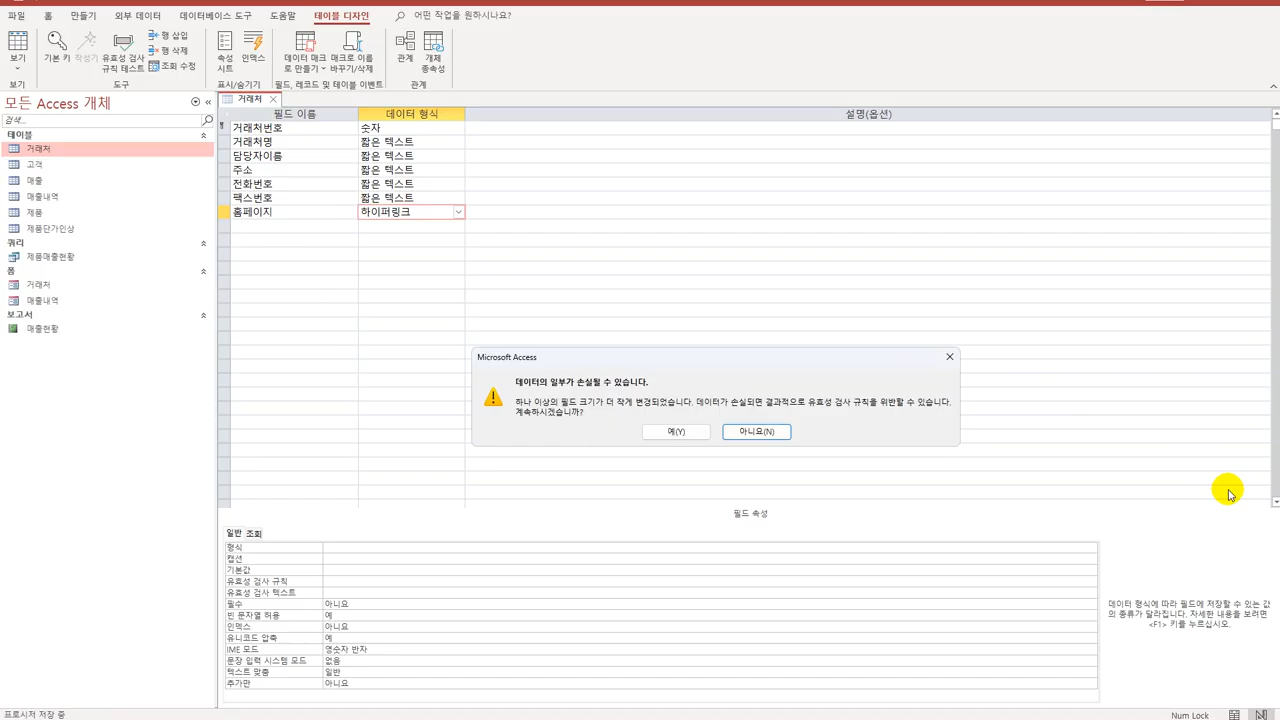 파일 홈 만들기 외부 데이터 데이터베이스 도구 도움말 테이블 디자인 어떤 작업을 원하시나요?
보기
기본 키
작성기
유효성 검사
규칙 테스트
행 삽입
행 삭제
조회 수정
속성
시트
인덱스
데이터 매크
로 만들기
매크로 이름
바꾸기/삭제
관계
개체
종속성
보기 도구 표시/숨기기 필드, 레코드 및 테이블 이벤트 관계
모든 Access 개체
검색...
테이블
거래처
고객
매출
매출내역
제품
제품단가인상
쿼리
제품매출현황
폼
거래처
매출내역
보고서
매출현황
거래처
필드 이름 데이터 형식 설명(옵션)
거래처번호 숫자
거래처명 짧은 텍스트
담당자이름 짧은 텍스트
주소 짧은 텍스트
전화번호 짧은 텍스트
팩스번호 짧은 텍스트
홈페이지 하이퍼링크
Microsoft Access
데이터의 일부가 손실될 수 있습니다.
하나 이상의 필드 크기가 더 작게 변경되었습니다. 데이터가 손실되면 결과적으로 유효성 검사 규칙을 위반할 수 있습니다.
계속하시겠습니까?
예(Y) 아니요(N)
필드 속성
일반 조회
형식
캡션
기본값
유효성 검사 규칙
유효성 검사 텍스트
필수 아니요
빈 문자열 허용 예
인덱스 아니요
유니코드 압축 예
IME 모드 영숫자 반자
문장 입력 시스템 모드 없음
텍스트 맞춤 일반
추가만 아니요
데이터 형식에 따라 필드에 저장할 수 있는 값
의 종류가 달라집니다. 자세한 내용을 보려면
<F1> 키를 누르십시오.
프로시저 저장 중 Num Lock